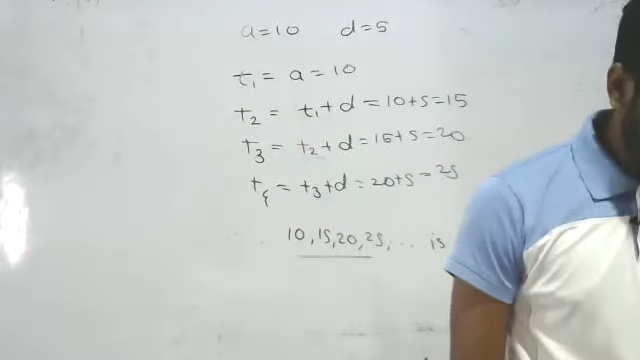 a=10 d=5
t₁ = a = 10
t₂ = t₁+d = 10+5=15
t₃ = t₂+d = 15+5=20
t₄ = t₃+d = 20+5=25
10, 15, 20, 25, ... is